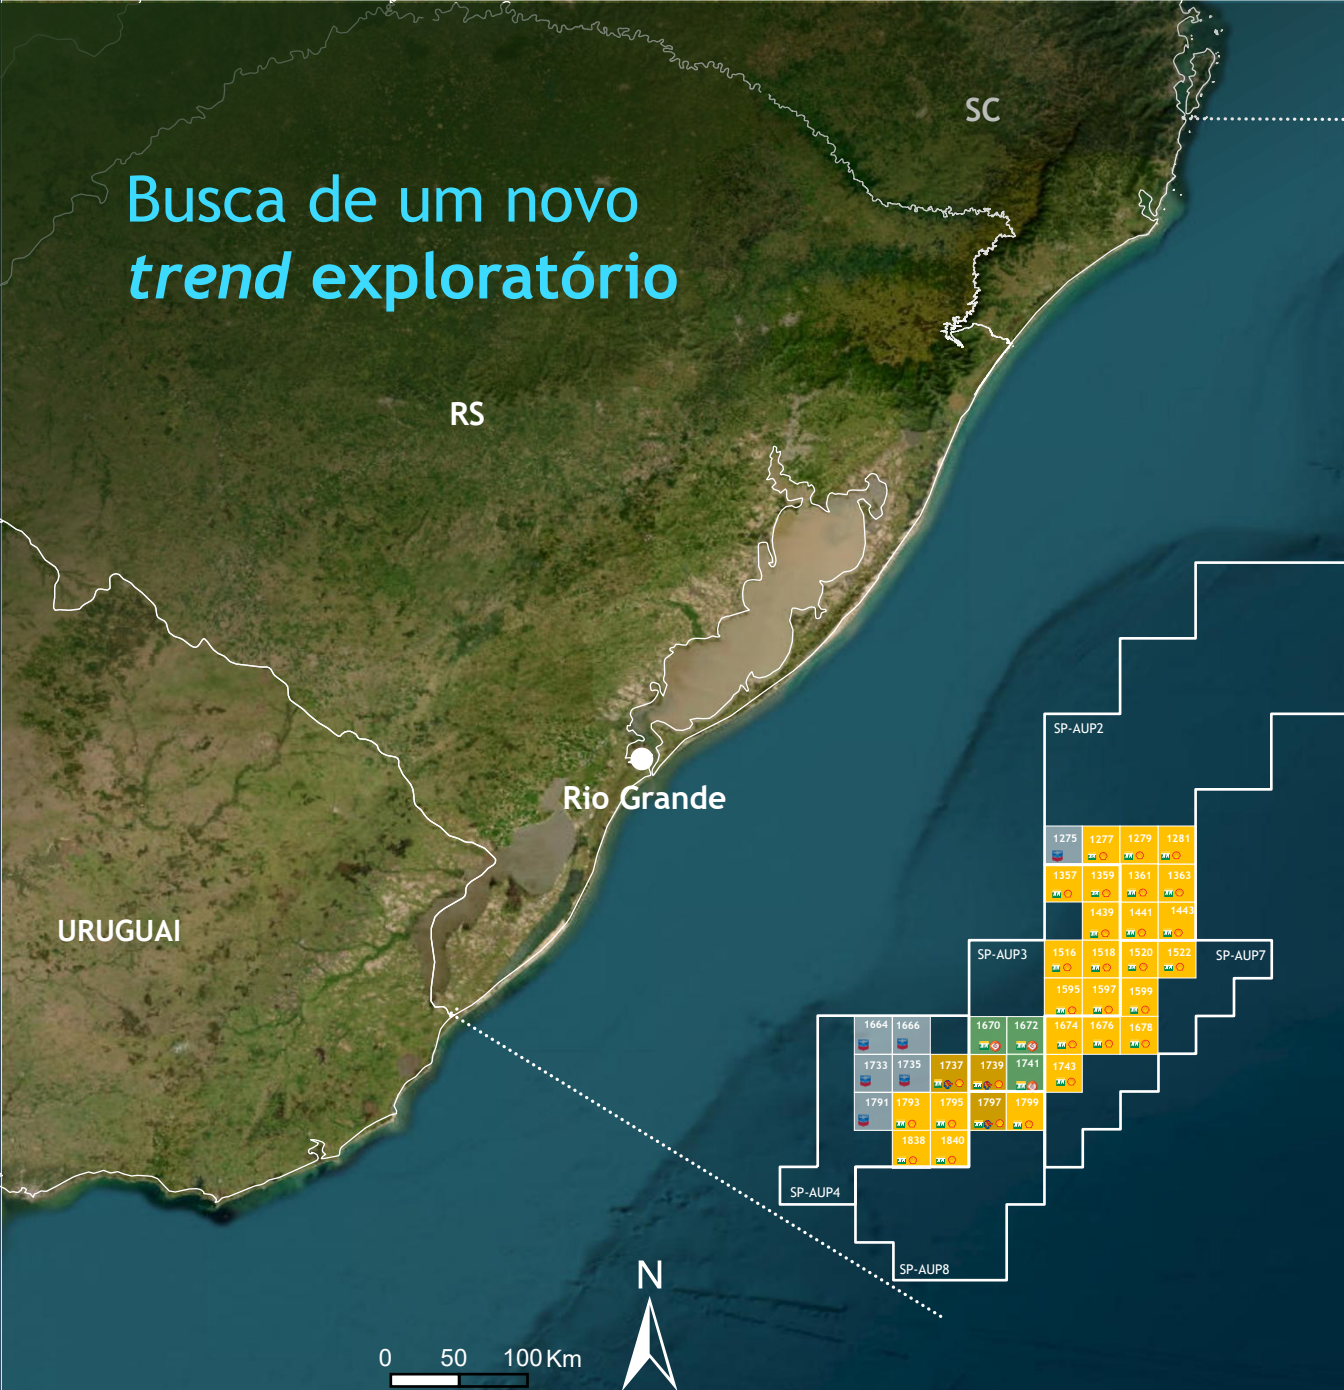 SC
Busca de um novo
trend exploratório
RS
SP-AUP2
Rio Grande
1275 1277 1279 1281
1357 1359 1361 1363
URUGUAI
1439 1441 1443
SP-AUP3 1516 1518 1520 1522 SP-AUP7
1595 1597 1599
1664 1666 1670 1672 1674 1676 1678
1733 1735 1737 1739 1741 1743
1791 1793 1795 1797 1799
1838 1840
SP-AUP4
SP-AUP8
N
0 50 100 Km